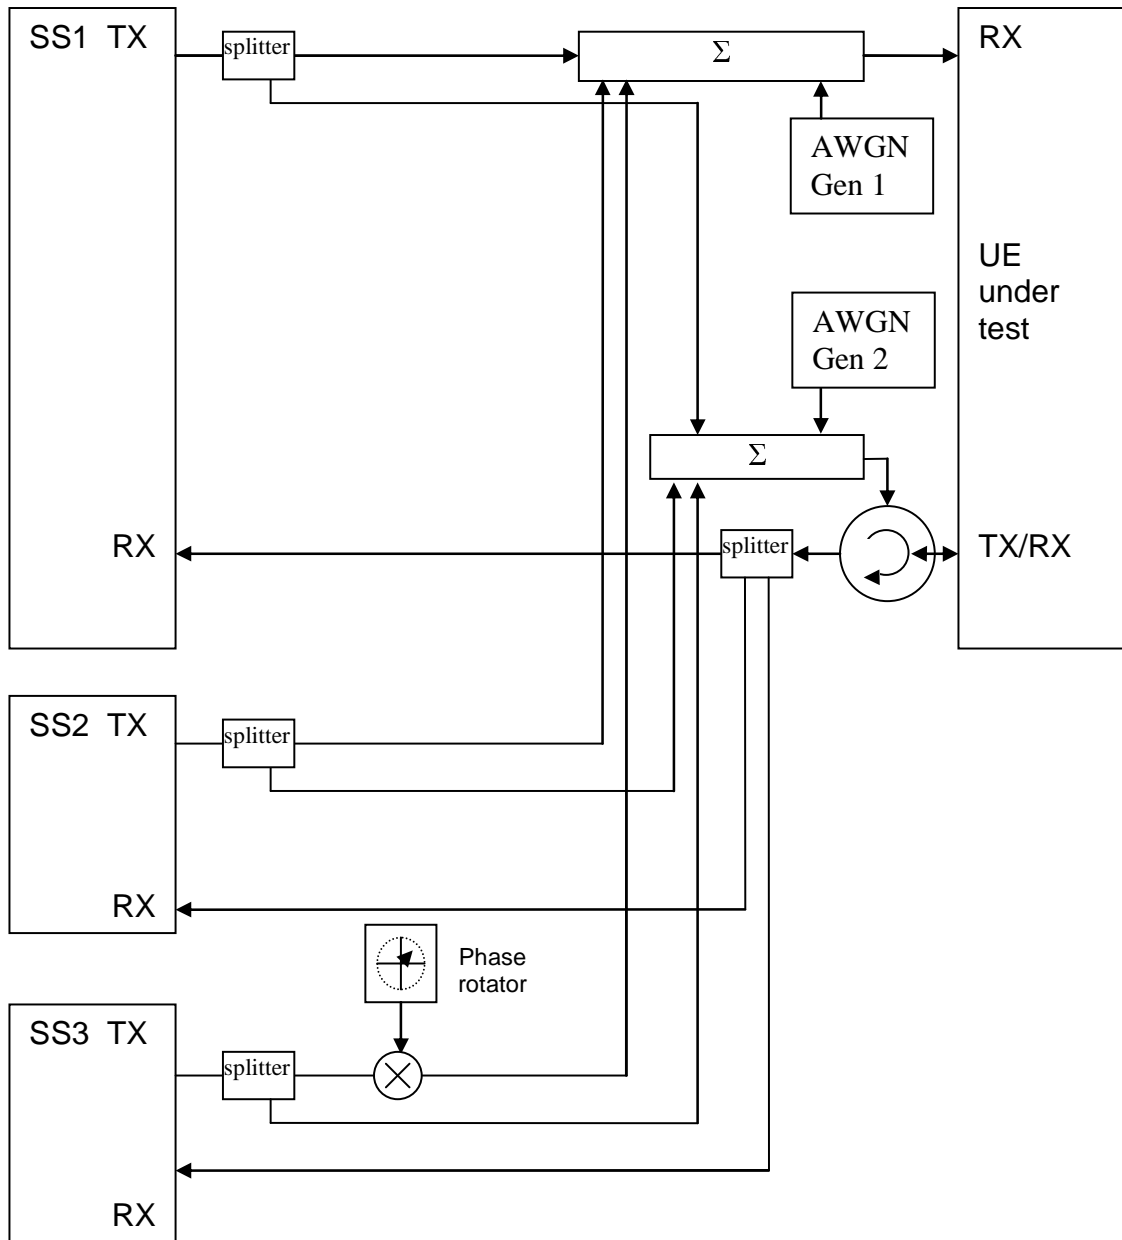 SS1 TX
splitter
Σ
RX
AWGN
Gen 1
UE
under
test
AWGN
Gen 2
Σ
RX
splitter
TX/RX
SS2 TX
splitter
RX
Phase
rotator
SS3 TX
splitter
RX